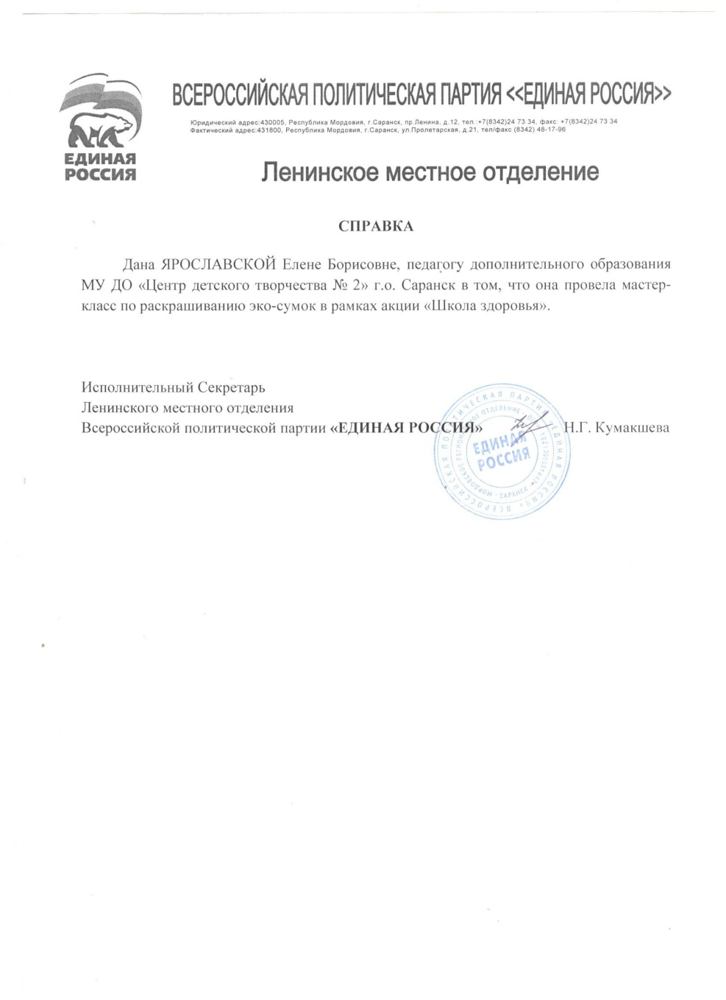 ЕДИНАЯ
РОССИЯ
ВСЕРОССИЙСКАЯ ПОЛИТИЧЕСКАЯ ПАРТИЯ <<ЕДИНАЯ РОССИЯ>>
Юридический адрес:430005, Республика Мордовия, г.Саранск, пр.Ленина, д.12, тел.:+7(8342)24 73 34, факс: +7(8342)24 73 34
Фактический адрес:431800, Республика Мордовия, г.Саранск, ул.Пролетарская, д.21, тел/факс (8342) 48-17-96
Ленинское местное отделение
СПРАВКА
Дана ЯРОСЛАВСКОЙ Елене Борисовне, педагогу дополнительного образования
МУ ДО «Центр детского творчества № 2» г.о. Саранск в том, что она провела мастер-
класс по раскрашиванию эко-сумок в рамках акции «Школа здоровья».
Исполнительный Секретарь
Ленинского местного отделения
Всероссийской политической партии «ЕДИНАЯ РОССИЯ» Н.Г. Кумакшева
ВСЕРОССИЙСКАЯ ПОЛИТИЧЕСКАЯ ПАРТИЯ "ЕДИНАЯ РОССИЯ"
МОРДОВСКОЕ РЕГИОНАЛЬНОЕ ОТДЕЛЕНИЕ
САРАНСК
ЕДИНАЯ
РОССИЯ